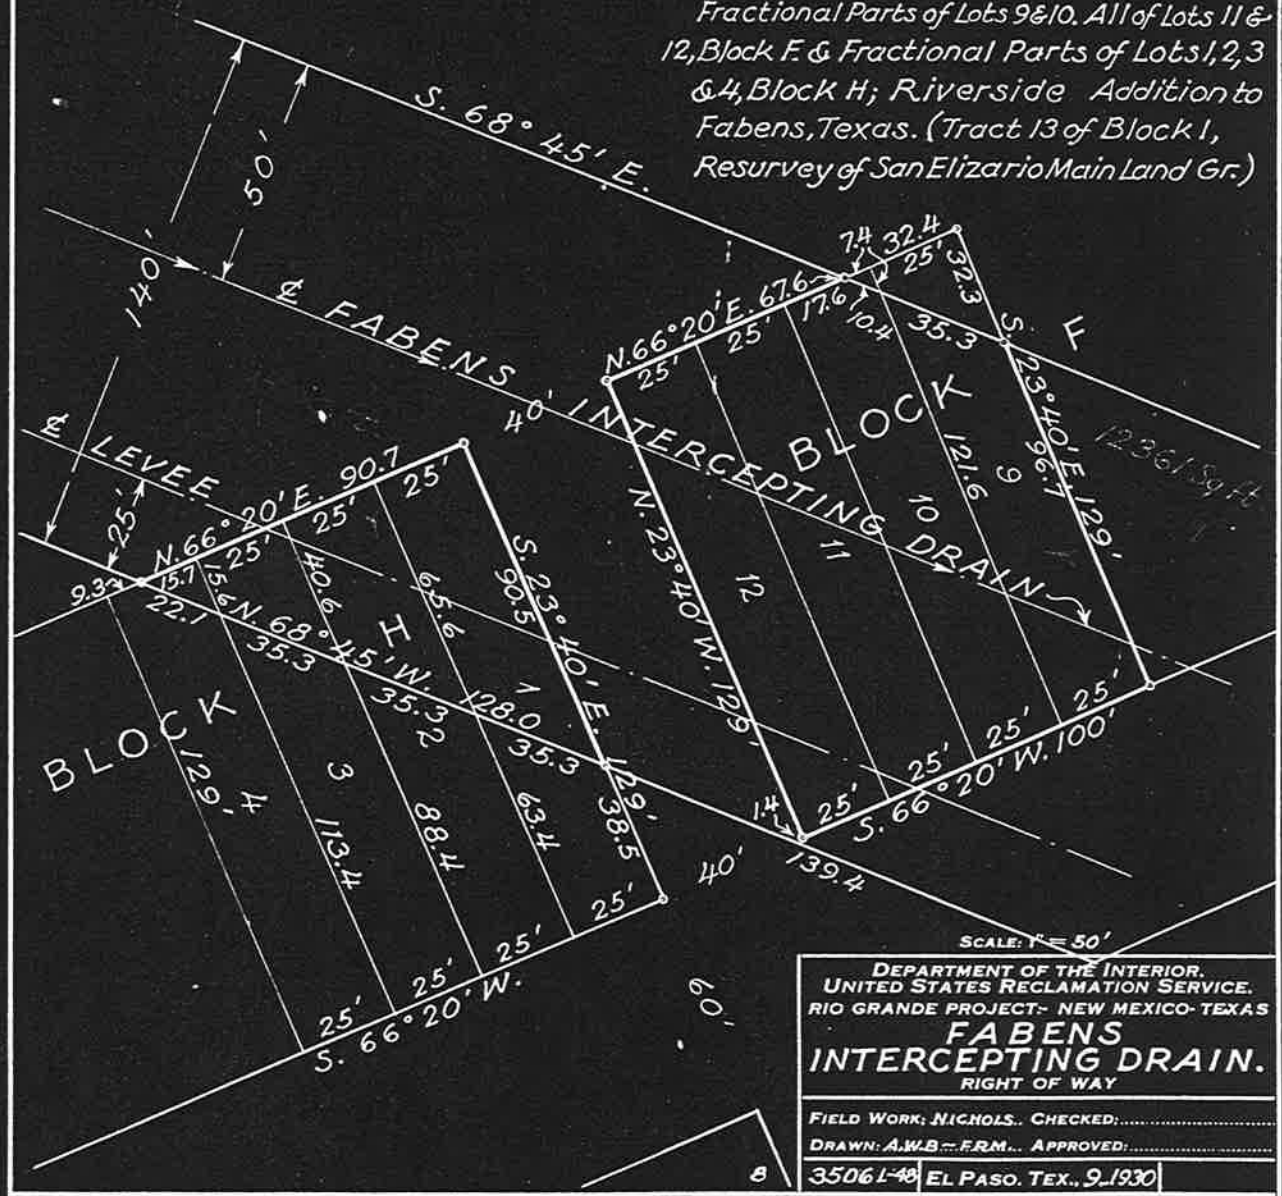 Fractional Parts of Lots 9&10. All of Lots 11 &
12, Block F. & Fractional Parts of Lots 1, 2, 3
& 4, Block H; Riverside Addition to
Fabens, Texas. (Tract 13 of Block 1,
Resurvey of San Elizario Main Land Gr.)
S. 68° 45' E.
50'
140'
℄ FABENS INTERCEPTING DRAIN
40'
℄ LEVEE
25'
7.4
32.4
25'
32.3
N. 66° 20' E. 67.6
25'
25'
17.6
10.4
35.3
S. 23° 40' E. 129'
96.7
BLOCK F
12361 Sq ft
121.6
9
10
11
12
N. 23° 40' W. 129'
25'
25'
25'
25'
S. 66° 20' W. 100'
1.4
139.4
N. 66° 20' E. 90.7
25'
25'
25'
15.7
9.3
22.1
15.6
40.6
65.6
90.5
S. 23° 40' E. 129'
38.5
N. 68° 45' W. 128.0
35.3
35.3
35.3
BLOCK H
1
2
3
4
129'
113.4
88.4
63.4
25'
25'
25'
25'
S. 66° 20' W.
40'
60'
8
SCALE: 1" = 50'
DEPARTMENT OF THE INTERIOR.
UNITED STATES RECLAMATION SERVICE.
RIO GRANDE PROJECT:- NEW MEXICO-TEXAS
FABENS
INTERCEPTING DRAIN.
RIGHT OF WAY
FIELD WORK: NICHOLS.. CHECKED:
DRAWN: A.W.B.-F.R.M... APPROVED:
35061-48 EL PASO. TEX., 9-1930